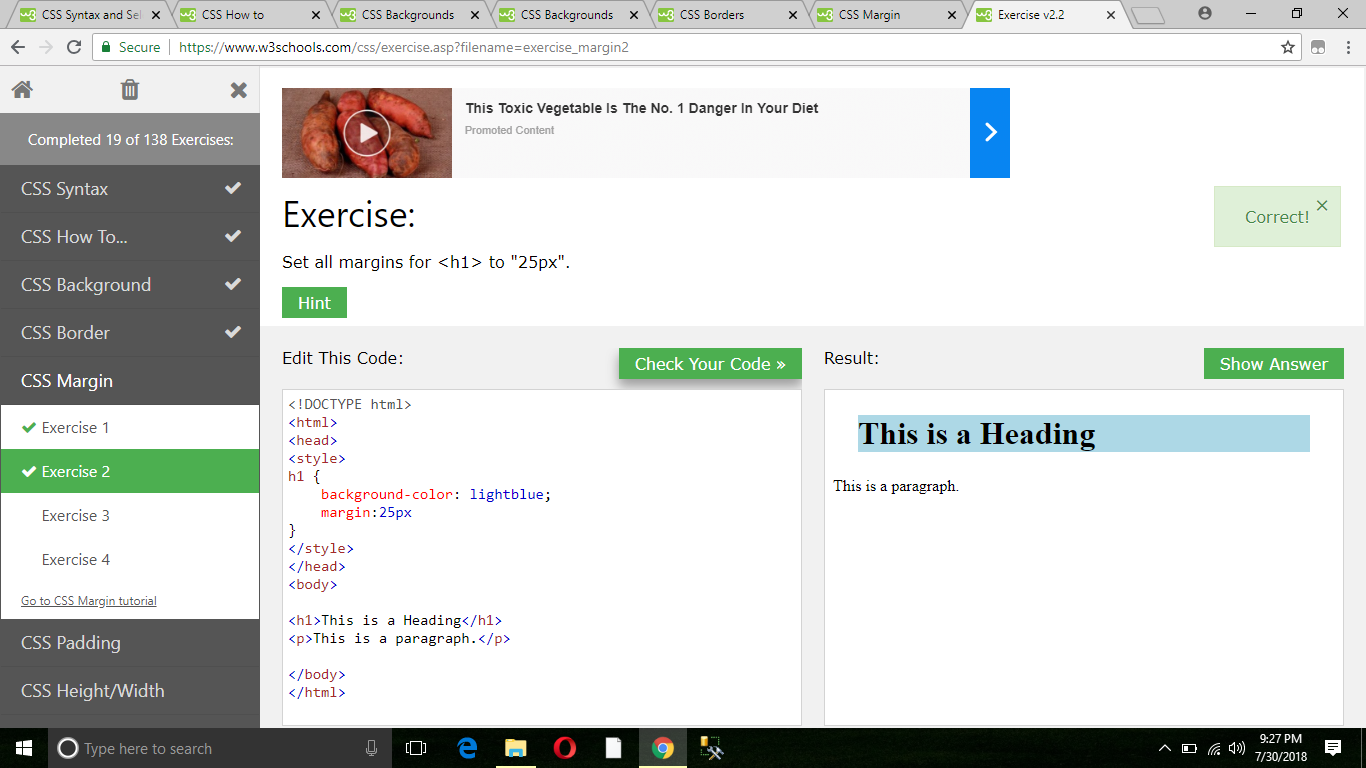 CSS Syntax and Sel
CSS How to
CSS Backgrounds
CSS Backgrounds
CSS Borders
CSS Margin
Exercise v2.2
Secure
https://www.w3schools.com/css/exercise.asp?filename=exercise_margin2
Completed 19 of 138 Exercises:
CSS Syntax
CSS How To...
CSS Background
CSS Border
CSS Margin
Exercise 1
Exercise 2
Exercise 3
Exercise 4
Go to CSS Margin tutorial
CSS Padding
CSS Height/Width
This Toxic Vegetable Is The No. 1 Danger In Your Diet
Promoted Content
Exercise:
Correct!
Set all margins for <h1> to "25px".
Hint
Edit This Code:
Check Your Code »
<!DOCTYPE html>
<html>
<head>
<style>
h1 {
    background-color: lightblue;
    margin:25px
}
</style>
</head>
<body>
<h1>This is a Heading</h1>
<p>This is a paragraph.</p>
</body>
</html>
Result:
Show Answer
This is a Heading
This is a paragraph.
Type here to search
9:27 PM
7/30/2018